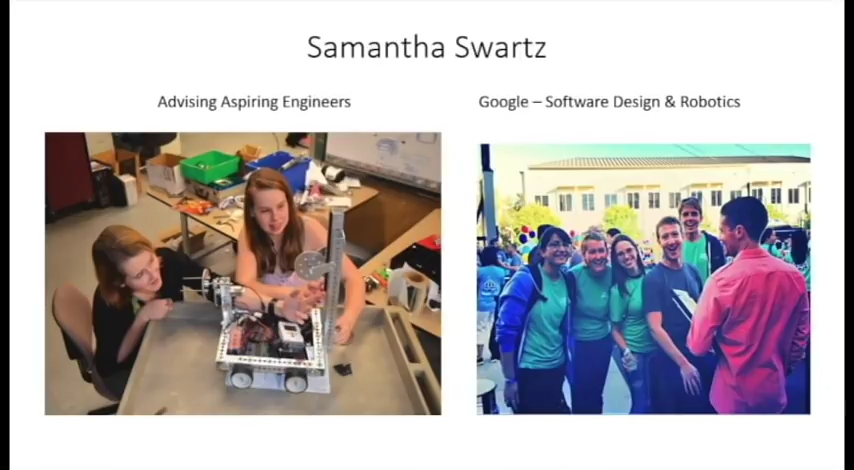 Samantha Swartz
Advising Aspiring Engineers
Google – Software Design & Robotics